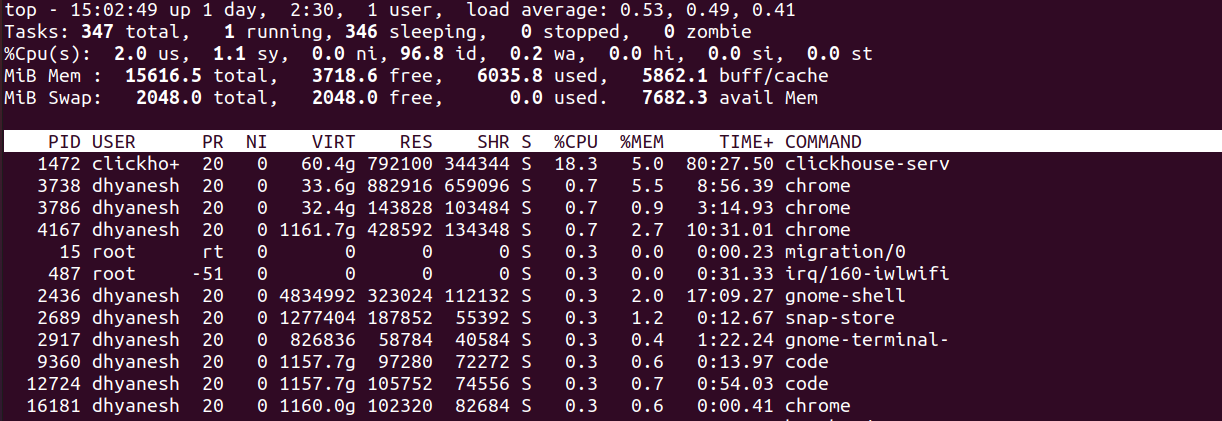 top - 15:02:49 up 1 day,  2:30,  1 user,  load average: 0.53, 0.49, 0.41
Tasks: 347 total,   1 running, 346 sleeping,   0 stopped,   0 zombie
%Cpu(s):  2.0 us,  1.1 sy,  0.0 ni, 96.8 id,  0.2 wa,  0.0 hi,  0.0 si,  0.0 st
MiB Mem :  15616.5 total,   3718.6 free,   6035.8 used,   5862.1 buff/cache
MiB Swap:   2048.0 total,   2048.0 free,      0.0 used.   7682.3 avail Mem
PID USER      PR  NI    VIRT    RES    SHR S  %CPU  %MEM     TIME+ COMMAND
1472 clickho+  20   0   60.4g 792100 344344 S  18.3   5.0  80:27.50 clickhouse-serv
3738 dhyanesh  20   0   33.6g 882916 659096 S   0.7   5.5   8:56.39 chrome
3786 dhyanesh  20   0   32.4g 143828 103484 S   0.7   0.9   3:14.93 chrome
4167 dhyanesh  20   0 1161.7g 428592 134348 S   0.7   2.7  10:31.01 chrome
15 root      rt   0       0      0      0 S   0.3   0.0   0:00.23 migration/0
487 root     -51   0       0      0      0 S   0.3   0.0   0:31.33 irq/160-iwlwifi
2436 dhyanesh  20   0 4834992 323024 112132 S   0.3   2.0  17:09.27 gnome-shell
2689 dhyanesh  20   0 1277404 187852  55392 S   0.3   1.2   0:12.67 snap-store
2917 dhyanesh  20   0  826836  58784  40584 S   0.3   0.4   1:22.24 gnome-terminal-
9360 dhyanesh  20   0 1157.7g  97280  72272 S   0.3   0.6   0:13.97 code
12724 dhyanesh  20   0 1157.7g 105752  74556 S   0.3   0.7   0:54.03 code
16181 dhyanesh  20   0 1160.0g 102320  82684 S   0.3   0.6   0:00.41 chrome